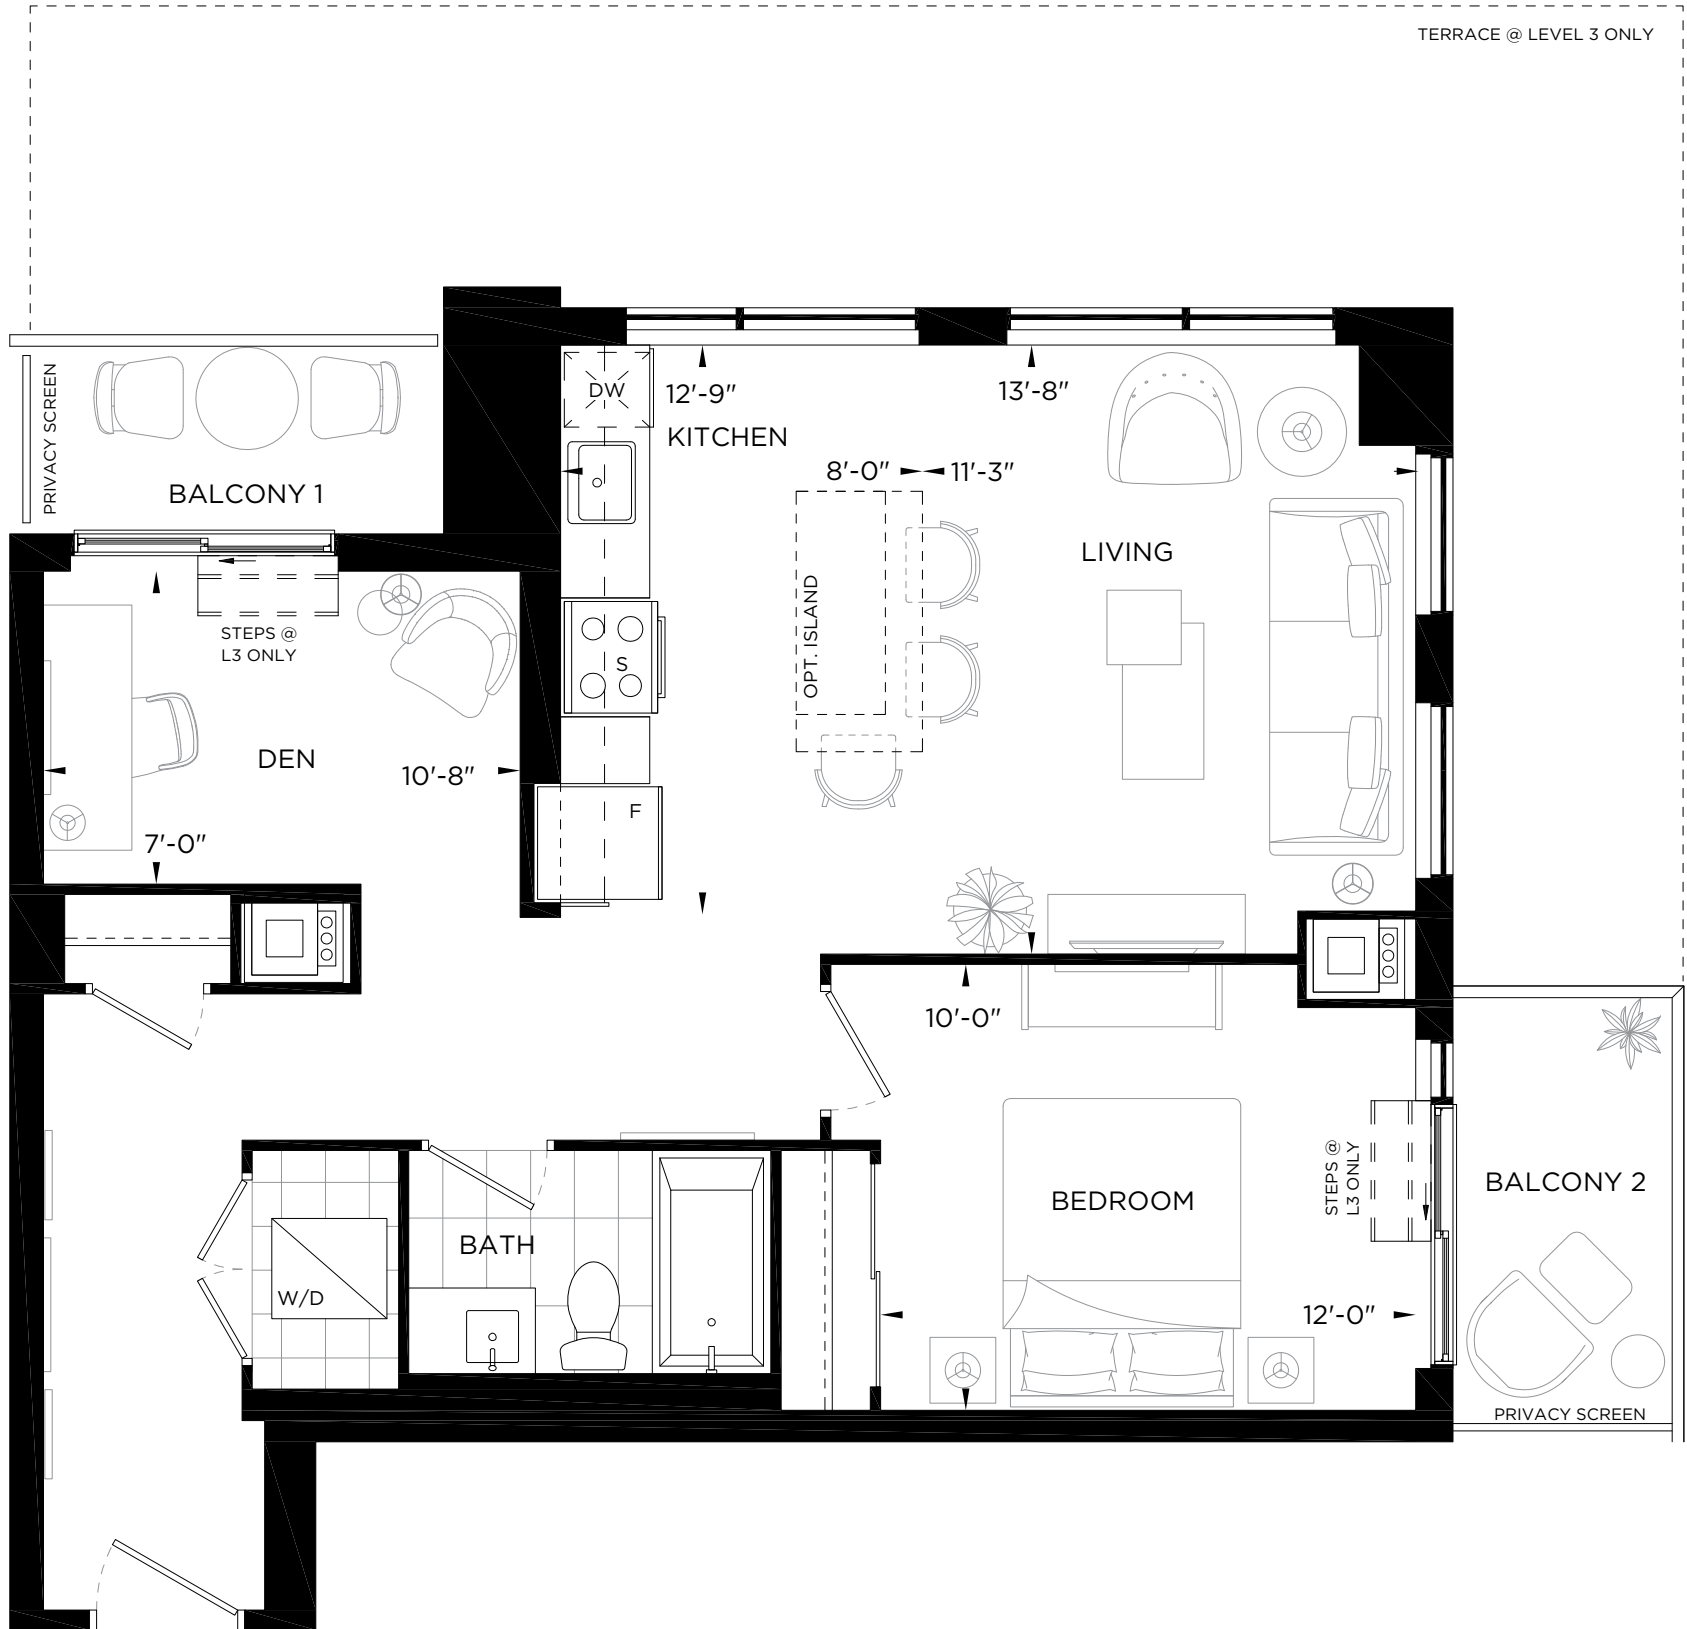 TERRACE @ LEVEL 3 ONLY
PRIVACY SCREEN
BALCONY 1
DW
12'-9"
KITCHEN
13'-8"
8'-0"
11'-3"
LIVING
OPT. ISLAND
STEPS @
L3 ONLY
S
DEN
10'-8"
F
7'-0"
10'-0"
STEPS @
L3 ONLY
BALCONY 2
BEDROOM
BATH
W/D
12'-0"
PRIVACY SCREEN